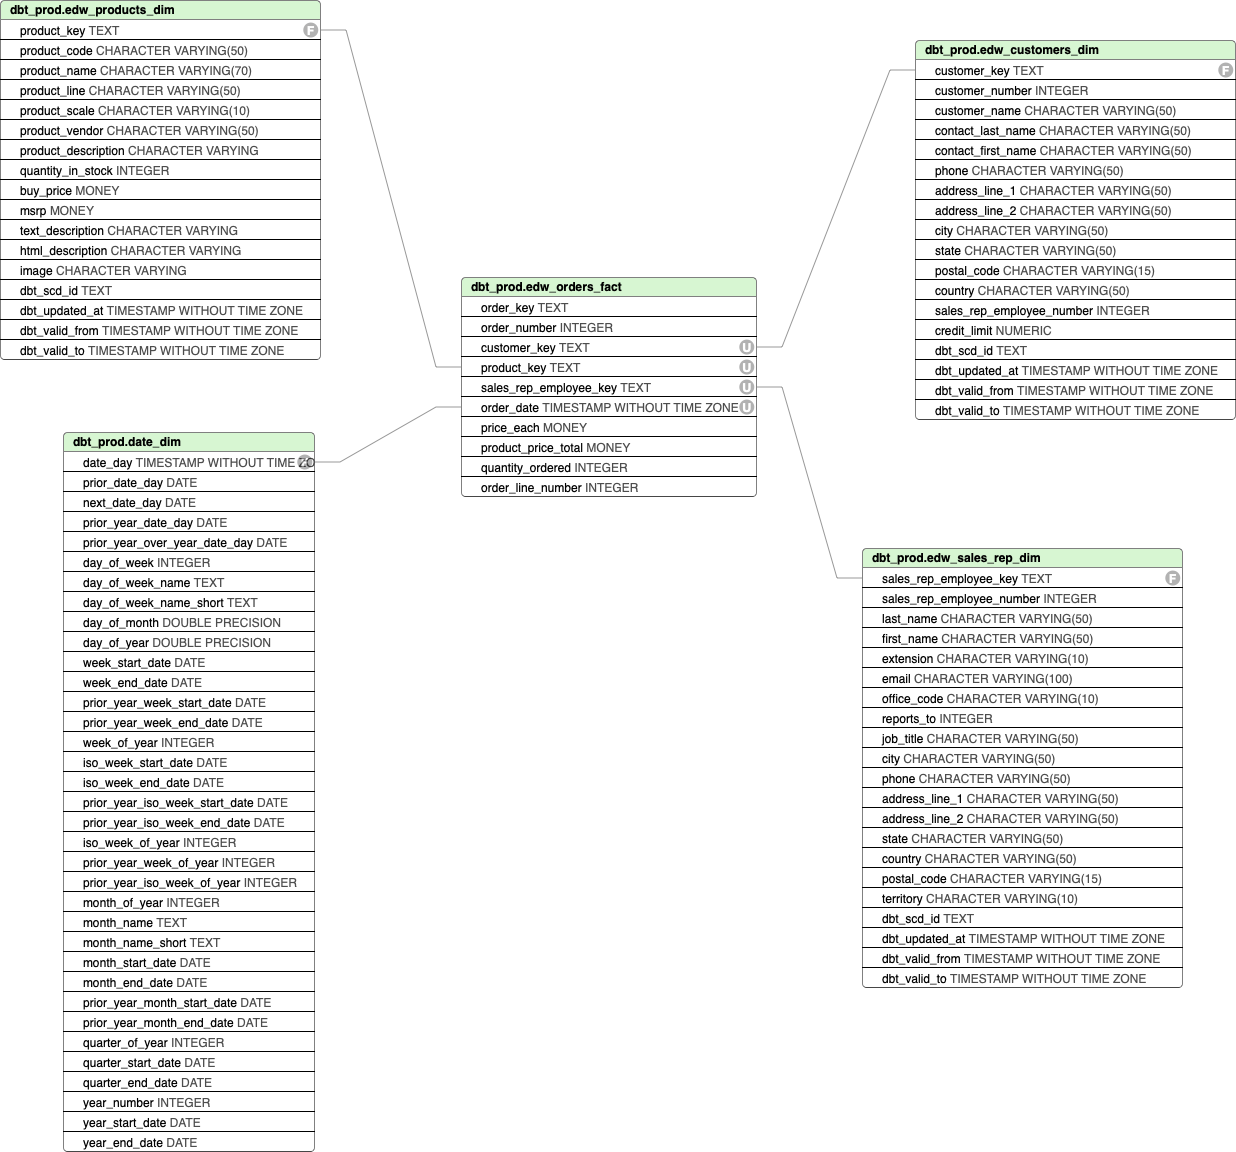 dbt_prod.edw_products_dim
product_key TEXT F
product_code CHARACTER VARYING(50)
product_name CHARACTER VARYING(70)
product_line CHARACTER VARYING(50)
product_scale CHARACTER VARYING(10)
product_vendor CHARACTER VARYING(50)
product_description CHARACTER VARYING
quantity_in_stock INTEGER
buy_price MONEY
msrp MONEY
text_description CHARACTER VARYING
html_description CHARACTER VARYING
image CHARACTER VARYING
dbt_scd_id TEXT
dbt_updated_at TIMESTAMP WITHOUT TIME ZONE
dbt_valid_from TIMESTAMP WITHOUT TIME ZONE
dbt_valid_to TIMESTAMP WITHOUT TIME ZONE
dbt_prod.edw_customers_dim
customer_key TEXT F
customer_number INTEGER
customer_name CHARACTER VARYING(50)
contact_last_name CHARACTER VARYING(50)
contact_first_name CHARACTER VARYING(50)
phone CHARACTER VARYING(50)
address_line_1 CHARACTER VARYING(50)
address_line_2 CHARACTER VARYING(50)
city CHARACTER VARYING(50)
state CHARACTER VARYING(50)
postal_code CHARACTER VARYING(15)
country CHARACTER VARYING(50)
sales_rep_employee_number INTEGER
credit_limit NUMERIC
dbt_scd_id TEXT
dbt_updated_at TIMESTAMP WITHOUT TIME ZONE
dbt_valid_from TIMESTAMP WITHOUT TIME ZONE
dbt_valid_to TIMESTAMP WITHOUT TIME ZONE
dbt_prod.edw_orders_fact
order_key TEXT
order_number INTEGER
customer_key TEXT U
product_key TEXT U
sales_rep_employee_key TEXT U
order_date TIMESTAMP WITHOUT TIME ZONE U
price_each MONEY
product_price_total MONEY
quantity_ordered INTEGER
order_line_number INTEGER
dbt_prod.date_dim
date_day TIMESTAMP WITHOUT TIME
prior_date_day DATE
next_date_day DATE
prior_year_date_day DATE
prior_year_over_year_date_day DATE
day_of_week INTEGER
day_of_week_name TEXT
day_of_week_name_short TEXT
day_of_month DOUBLE PRECISION
day_of_year DOUBLE PRECISION
week_start_date DATE
week_end_date DATE
prior_year_week_start_date DATE
prior_year_week_end_date DATE
week_of_year INTEGER
iso_week_start_date DATE
iso_week_end_date DATE
prior_year_iso_week_start_date DATE
prior_year_iso_week_end_date DATE
iso_week_of_year INTEGER
prior_year_week_of_year INTEGER
prior_year_iso_week_of_year INTEGER
month_of_year INTEGER
month_name TEXT
month_name_short TEXT
month_start_date DATE
month_end_date DATE
prior_year_month_start_date DATE
prior_year_month_end_date DATE
quarter_of_year INTEGER
quarter_start_date DATE
quarter_end_date DATE
year_number INTEGER
year_start_date DATE
year_end_date DATE
dbt_prod.edw_sales_rep_dim
sales_rep_employee_key TEXT F
sales_rep_employee_number INTEGER
last_name CHARACTER VARYING(50)
first_name CHARACTER VARYING(50)
extension CHARACTER VARYING(10)
email CHARACTER VARYING(100)
office_code CHARACTER VARYING(10)
reports_to INTEGER
job_title CHARACTER VARYING(50)
city CHARACTER VARYING(50)
phone CHARACTER VARYING(50)
address_line_1 CHARACTER VARYING(50)
address_line_2 CHARACTER VARYING(50)
state CHARACTER VARYING(50)
country CHARACTER VARYING(50)
postal_code CHARACTER VARYING(15)
territory CHARACTER VARYING(10)
dbt_scd_id TEXT
dbt_updated_at TIMESTAMP WITHOUT TIME ZONE
dbt_valid_from TIMESTAMP WITHOUT TIME ZONE
dbt_valid_to TIMESTAMP WITHOUT TIME ZONE